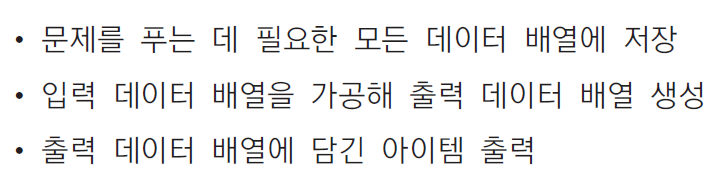 • 문제를 푸는 데 필요한 모든 데이터 배열에 저장
• 입력 데이터 배열을 가공해 출력 데이터 배열 생성
• 출력 데이터 배열에 담긴 아이템 출력